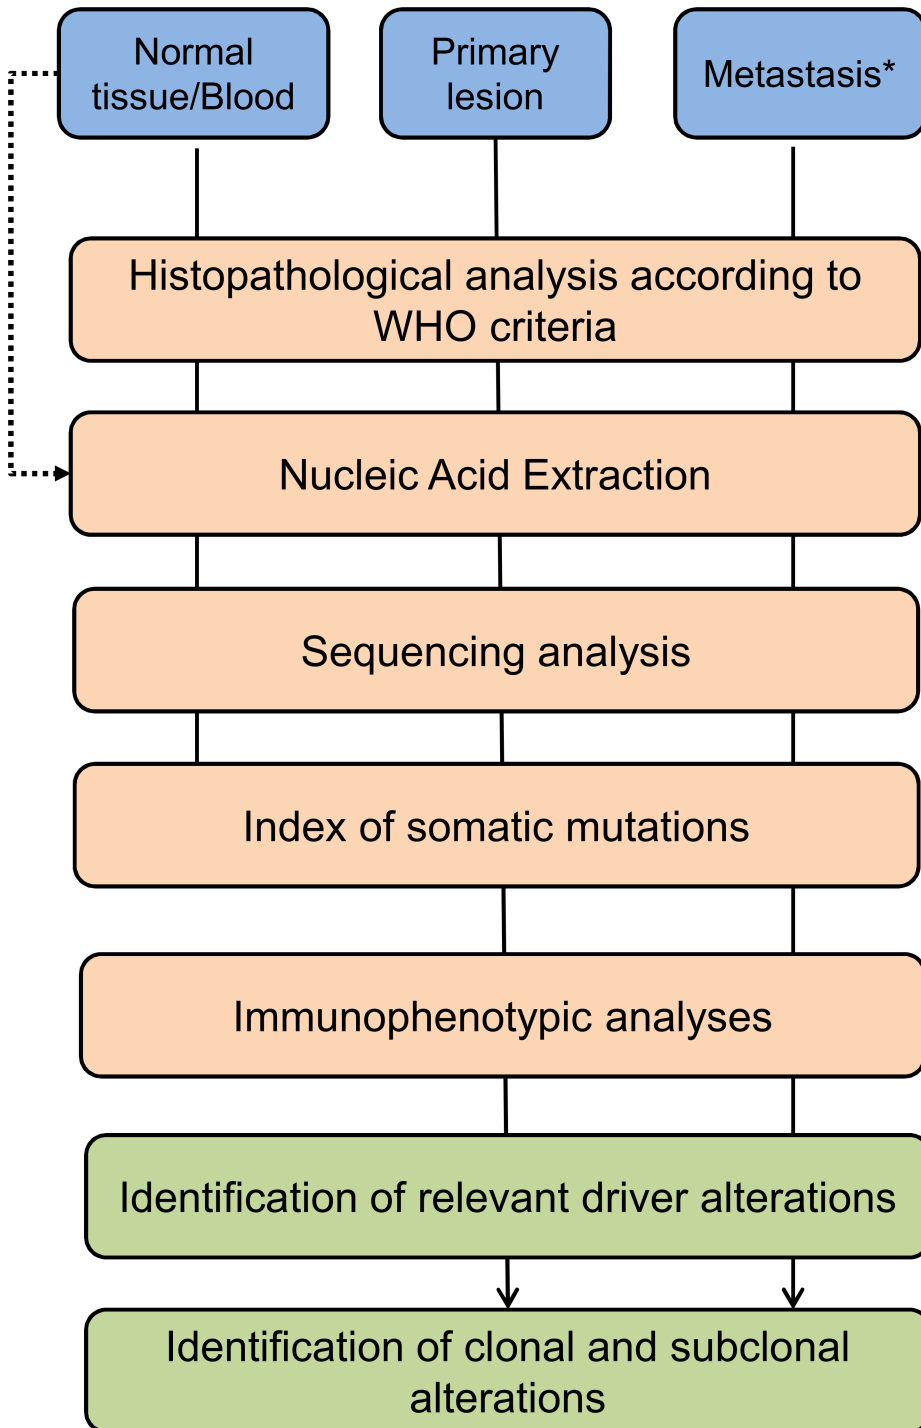 Normal
tissue/Blood
Primary
lesion
Metastasis*
Histopathological analysis according to
WHO criteria
Nucleic Acid Extraction
Sequencing analysis
Index of somatic mutations
Immunophenotypic analyses
Identification of relevant driver alterations
Identification of clonal and subclonal
alterations